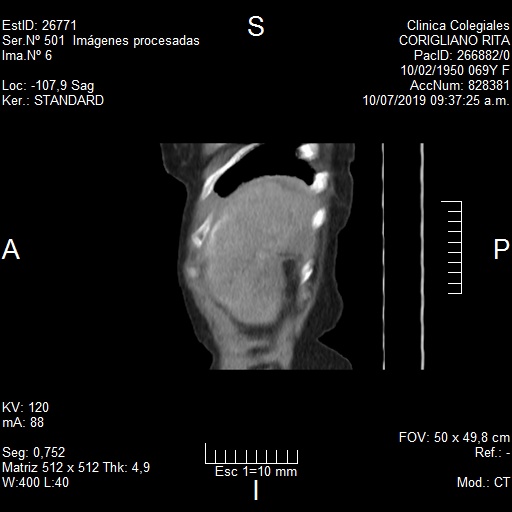 EstID: 26771
Ser.Nº 501 Imágenes procesadas
Ima.Nº 6
Loc: -107,9 Sag
Ker.: STANDARD
S
Clinica Colegiales
CORIGLIANO RITA
PacID: 266882/0
10/02/1950 069Y F
AccNum: 828381
10/07/2019 09:37:25 a.m.
A
P
KV: 120
mA: 88
Seg: 0,752
Matriz 512 x 512 Thk: 4,9
W:400 L:40
Esc 1=10 mm
I
FOV: 50 x 49,8 cm
Ref.: -
Mod.: CT